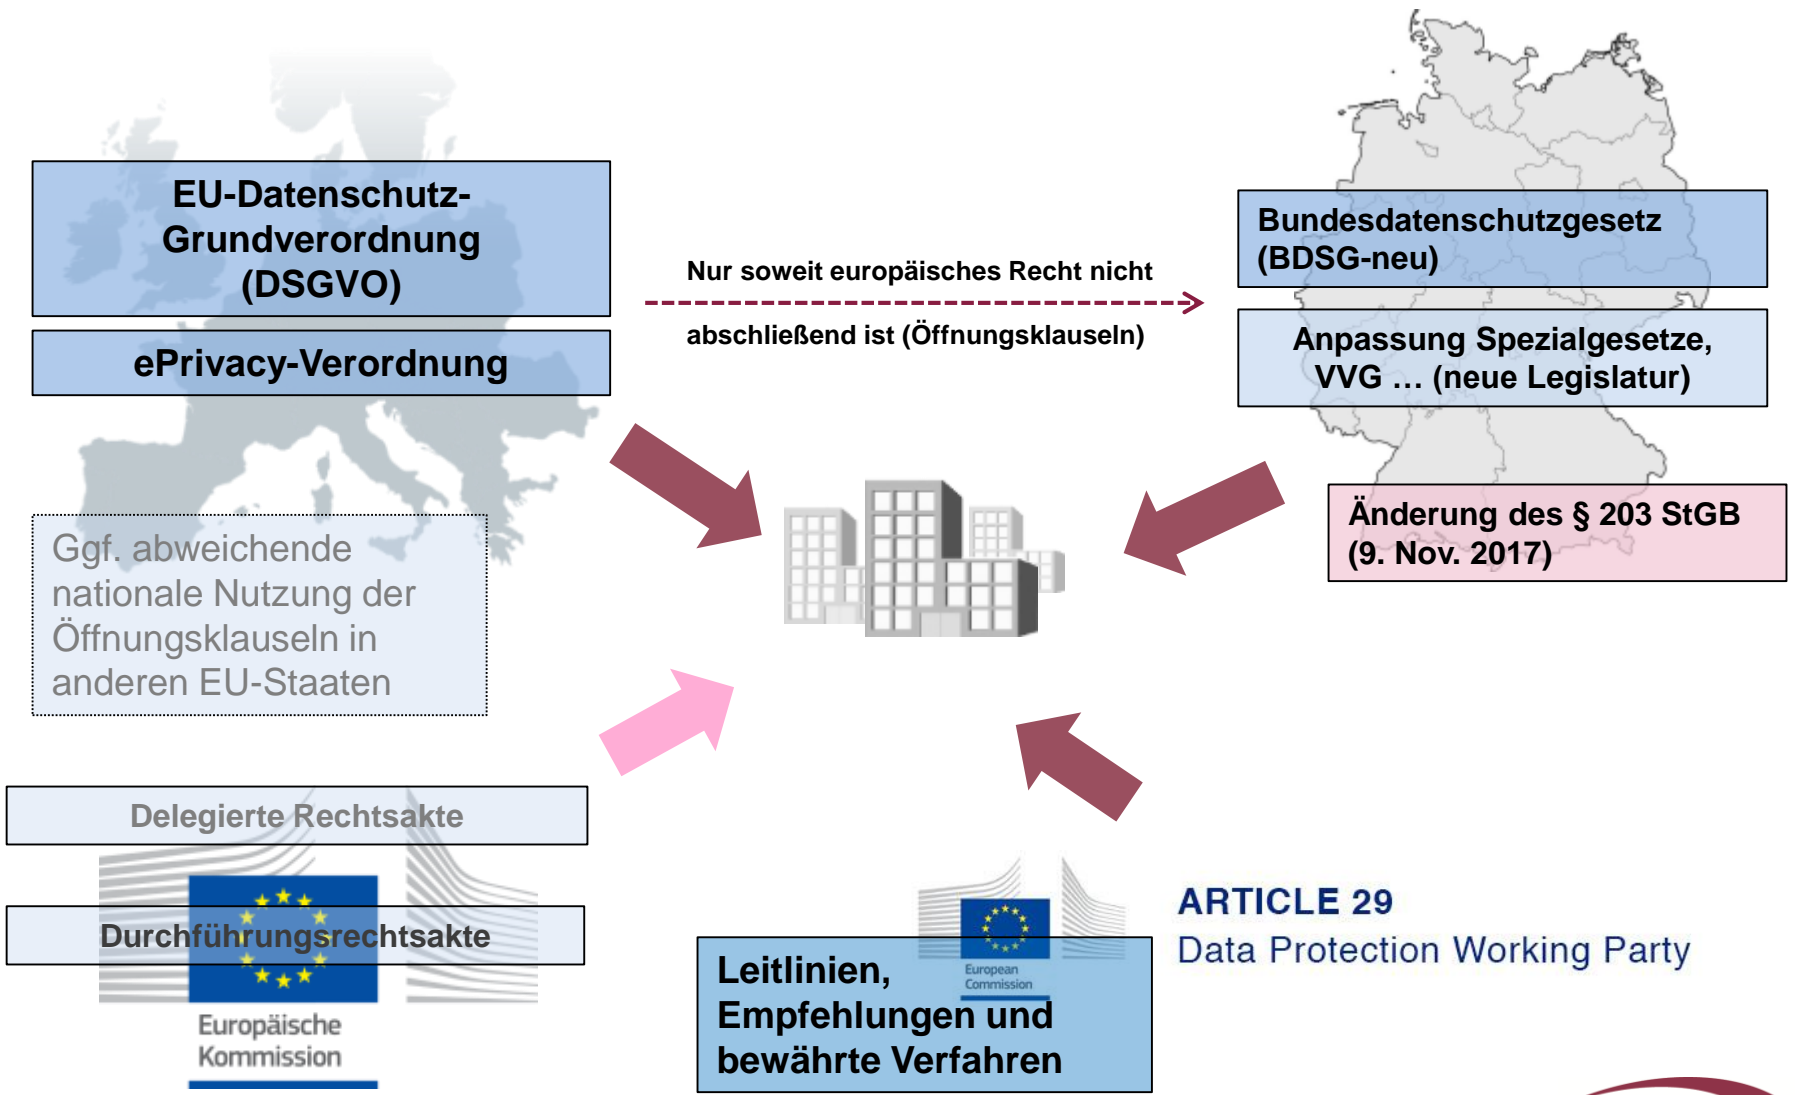 EU-Datenschutz-
Grundverordnung
(DSGVO)
ePrivacy-Verordnung
Nur soweit europäisches Recht nicht
abschließend ist (Öffnungsklauseln)
Bundesdatenschutzgesetz
(BDSG-neu)
Anpassung Spezialgesetze,
VVG … (neue Legislatur)
Änderung des § 203 StGB
(9. Nov. 2017)
Ggf. abweichende
nationale Nutzung der
Öffnungsklauseln in
anderen EU-Staaten
Delegierte Rechtsakte
Durchführungsrechtsakte
Europäische
Kommission
European
Commission
Leitlinien,
Empfehlungen und
bewährte Verfahren
ARTICLE 29
Data Protection Working Party